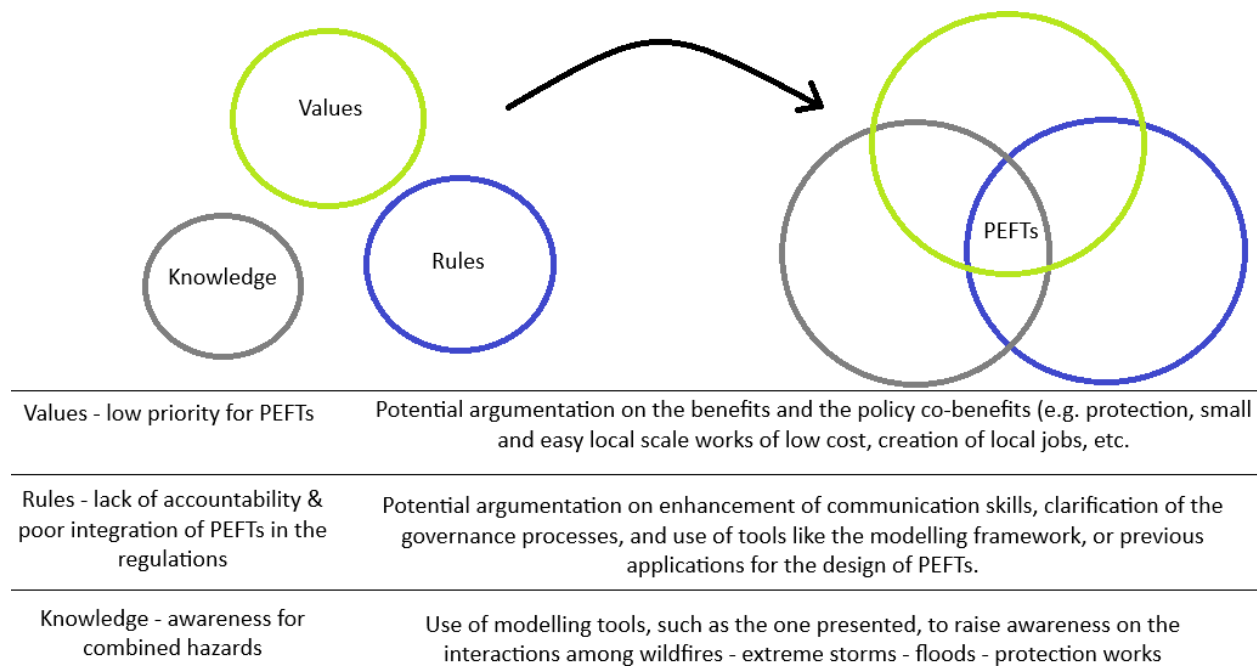 Values
Rules
Knowledge
PEFTs
Values - low priority for PEFTs
Potential argumentation on the benefits and the policy co-benefits (e.g. protection, small
and easy local scale works of low cost, creation of local jobs, etc.
Rules - lack of accountability &
poor integration of PEFTs in the
regulations
Potential argumentation on enhancement of communication skills, clarification of the
governance processes, and use of tools like the modelling framework, or previous
applications for the design of PEFTs.
Knowledge - awareness for
combined hazards
Use of modelling tools, such as the one presented, to raise awareness on the
interactions among wildfires - extreme storms - floods - protection works